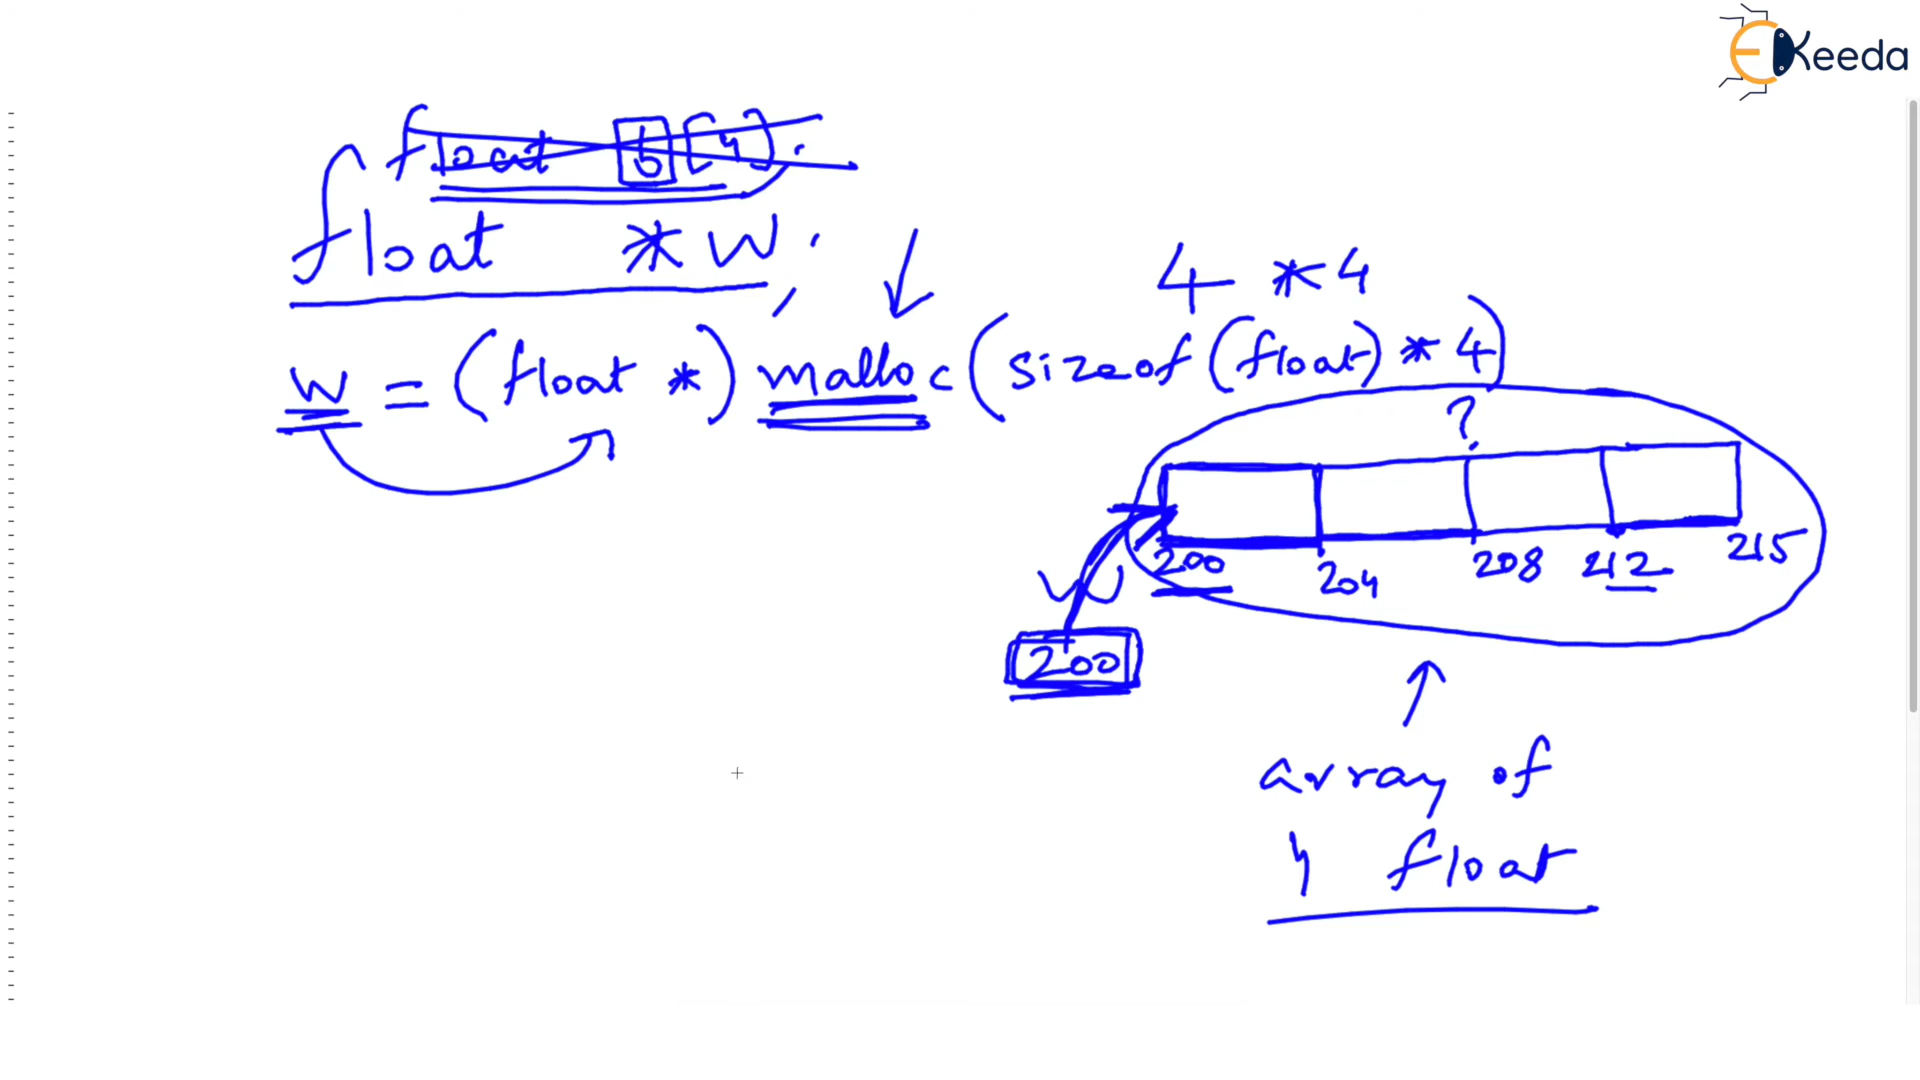 EKeeda
float b[4];
float *w;
4 * 4
w = (float *) malloc (sizeof(float) * 4)
?
200 204 208 212 215
w
200
array of
4 float